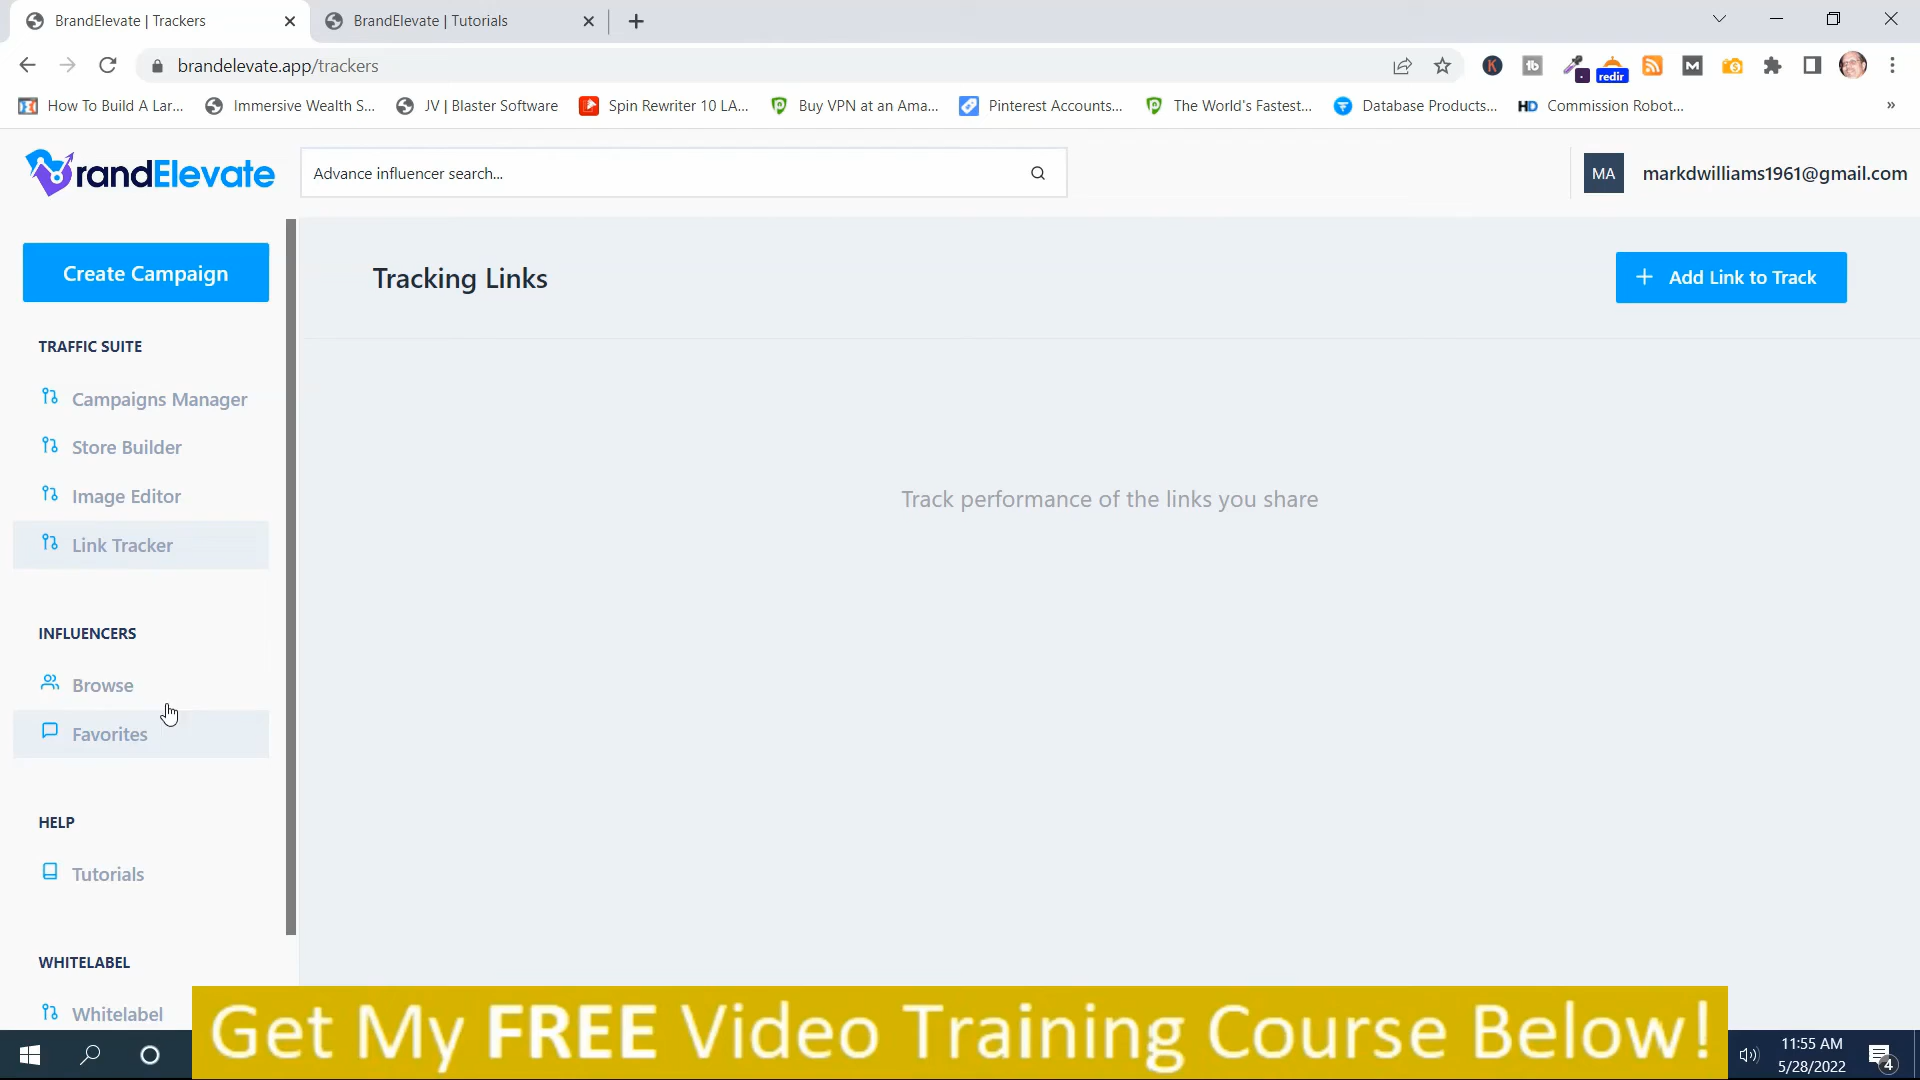 BrandElevate | Trackers
BrandElevate | Tutorials
brandelevate.app/trackers
K
tb
redir
M
How To Build A Lar...
Immersive Wealth S...
JV | Blaster Software
Spin Rewriter 10 LA...
Buy VPN at an Ama...
Pinterest Accounts...
The World's Fastest...
Database Products...
HD Commission Robot...
»
randElevate
Advance influencer search...
MA
markdwilliams1961@gmail.com
Create Campaign
Tracking Links
+ Add Link to Track
TRAFFIC SUITE
Campaigns Manager
Store Builder
Image Editor
Link Tracker
Track performance of the links you share
INFLUENCERS
Browse
Favorites
HELP
Tutorials
WHITELABEL
Whitelabel
Get My FREE Video Training Course Below!
11:55 AM
5/28/2022
4